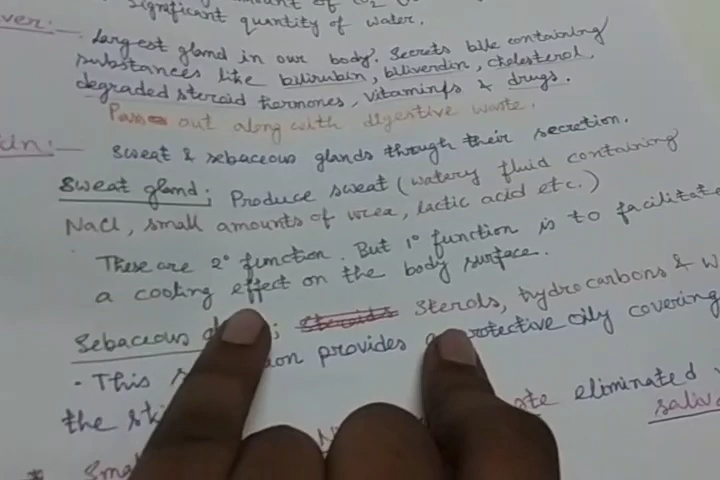 Significant quantity of water.
ver:— Largest gland in our body. Secrets bile containing
substances like bilirubin, biliverdin, cholesterol,
degraded steroid hormones, vitamins & drugs.
Pass out along with digestive waste.
in:— Sweat & sebaceous glands through their secretion.
Sweat gland; Produce sweat (watery fluid containing
NaCl, small amounts of urea, lactic acid etc.)
These are 2° function. But 1° function is to facilitate
a cooling effect on the body surface.
Sebaceous ; Sterols, hydrocarbons & w
• This provides a protective oily covering
the
Sma eliminated
saliv